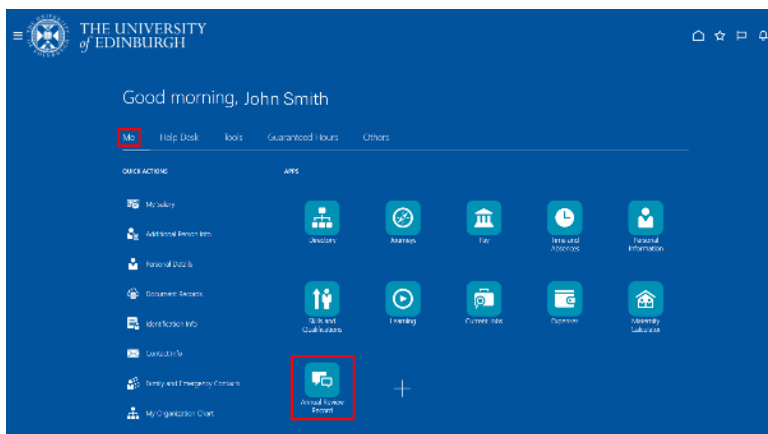 THE UNIVERSITY
of EDINBURGH
Good morning, John Smith
Me Help Desk Tools Guaranteed Hours Others
QUICK ACTIONS
APPS
My Salary
Additional Person Info
Personal Details
Document Records
Identification Info
Contact Info
Family and Emergency Contacts
My Organization Chart
Directory
Journeys
Pay
Time and
Absences
Personal
Information
Skills and
Qualifications
Learning
Current Jobs
Expenses
Maternity
Calculator
Annual Review
Record